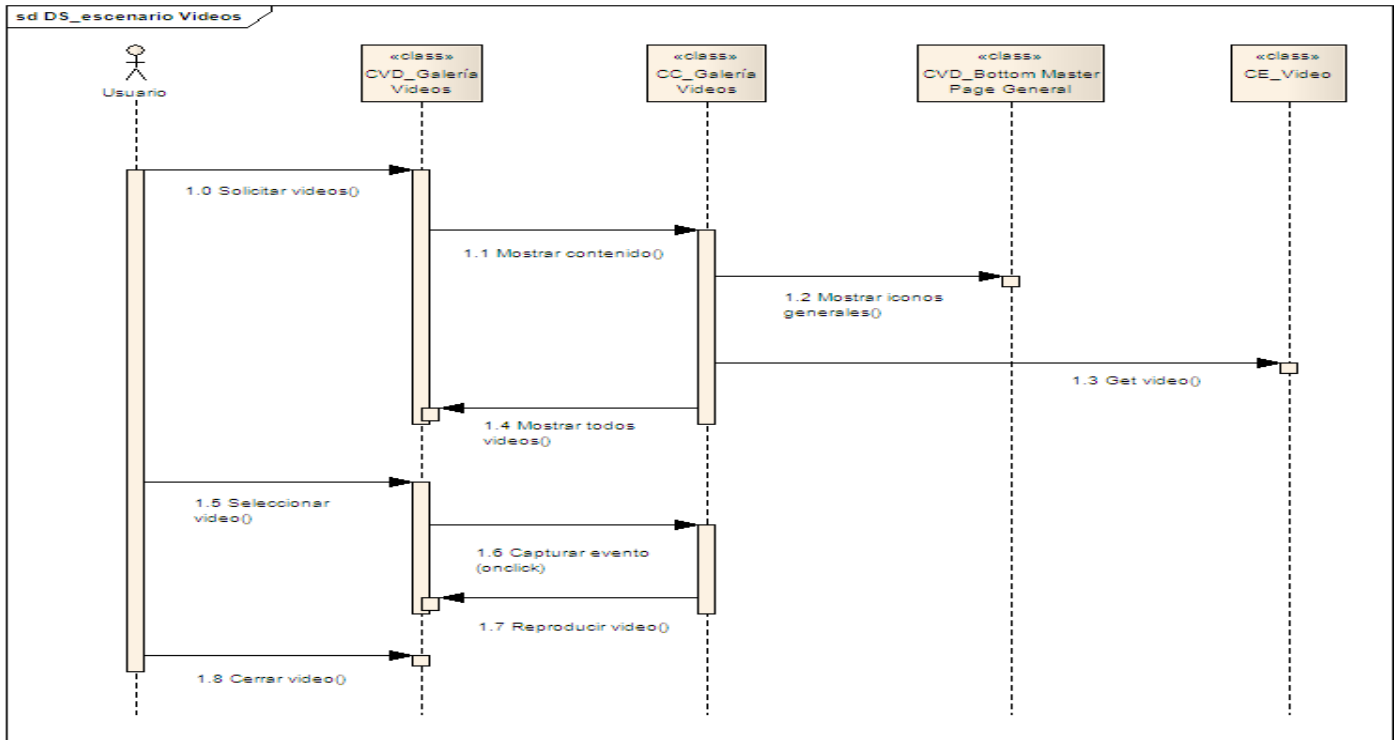 sd DS_escenario Videos
Usuario
«class»
CVD_Galería
Videos
«class»
CC_Galería
Videos
«class»
CVD_Bottom Master
Page General
«class»
CE_Video
1.0 Solicitar videos()
1.1 Mostrar contenido()
1.2 Mostrar iconos
generales()
1.3 Get video()
1.4 Mostrar todos
videos()
1.5 Seleccionar
video()
1.6 Capturar evento
(onclick)
1.7 Reproducir video()
1.8 Cerrar video()